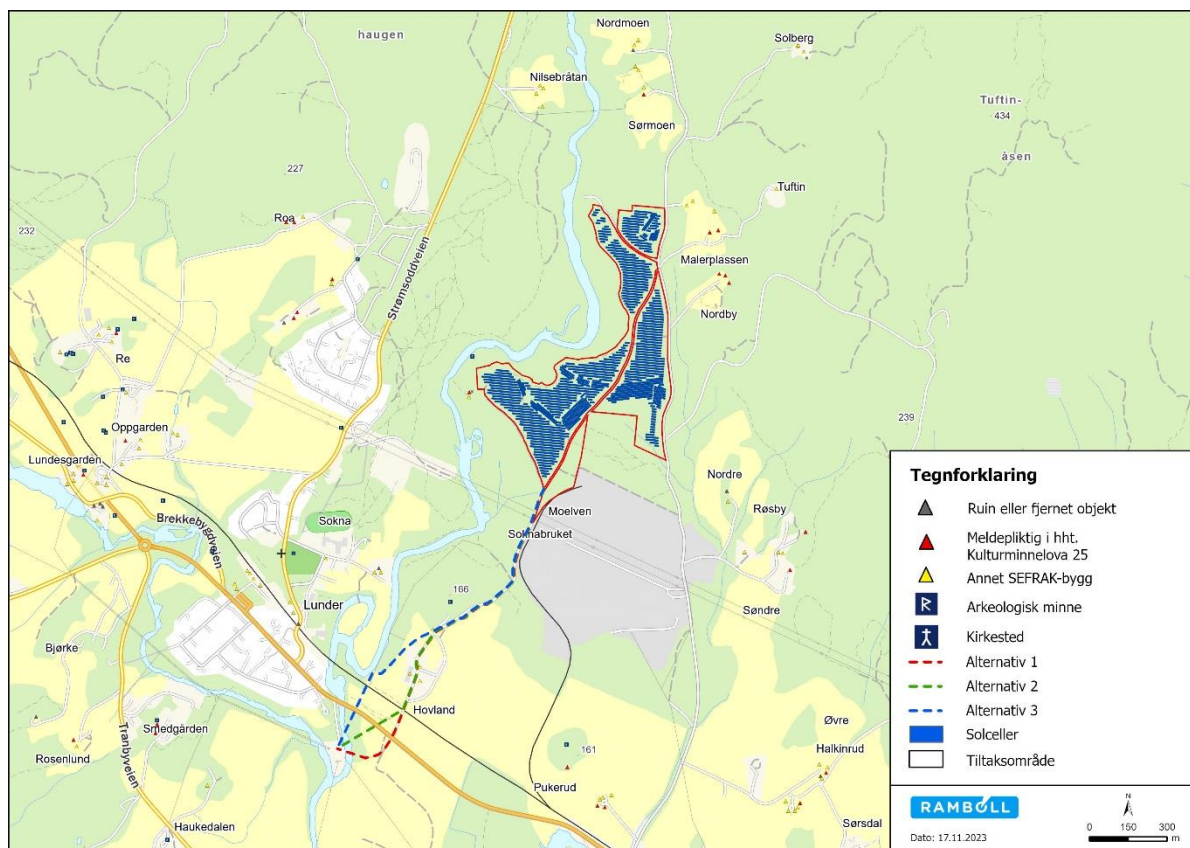 haugen
Nordmoen
Solberg
Nilsebråtan
Tuftin-
434
åsen
Sørmoen
227
Tuftin
Roa
232
Strømsoddveien
Malerplassen
Nordby
Re
Oppgarden
239
Lundesgarden
Nordre
Brekkebygdveien
Sokna
Moelven
Soknabruket
Røsby
166
Lunder
Søndre
Bjørke
Hovland
Smedgården
Tranbyveien
Rosenlund
161
Øvre
Halkinrud
Pukerud
Haukedalen
Sørsdal
Tegnforklaring
Ruin eller fjernet objekt
Meldepliktig i hht.
Kulturminnelova 25
Annet SEFRAK-bygg
R Arkeologisk minne
Kirkested
Alternativ 1
Alternativ 2
Alternativ 3
Solceller
Tiltaksområde
RAMBOLL
N
Dato: 17.11.2023
0 150 300
m